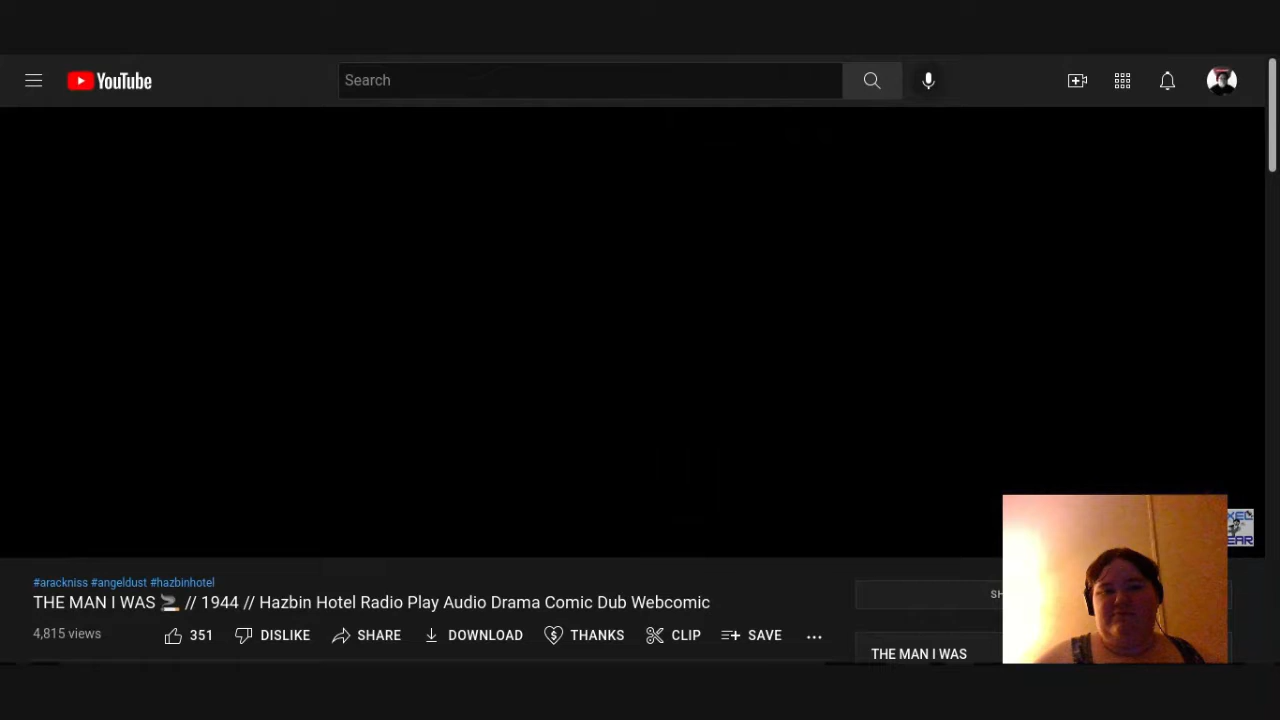 YouTube
Search
#arackniss #angeldust #hazbinhotel
THE MAN I WAS 🚬 // 1944 // Hazbin Hotel Radio Play Audio Drama Comic Dub Webcomic
4,815 views
351
DISLIKE
SHARE
DOWNLOAD
THANKS
CLIP
SAVE
THE MAN I WAS